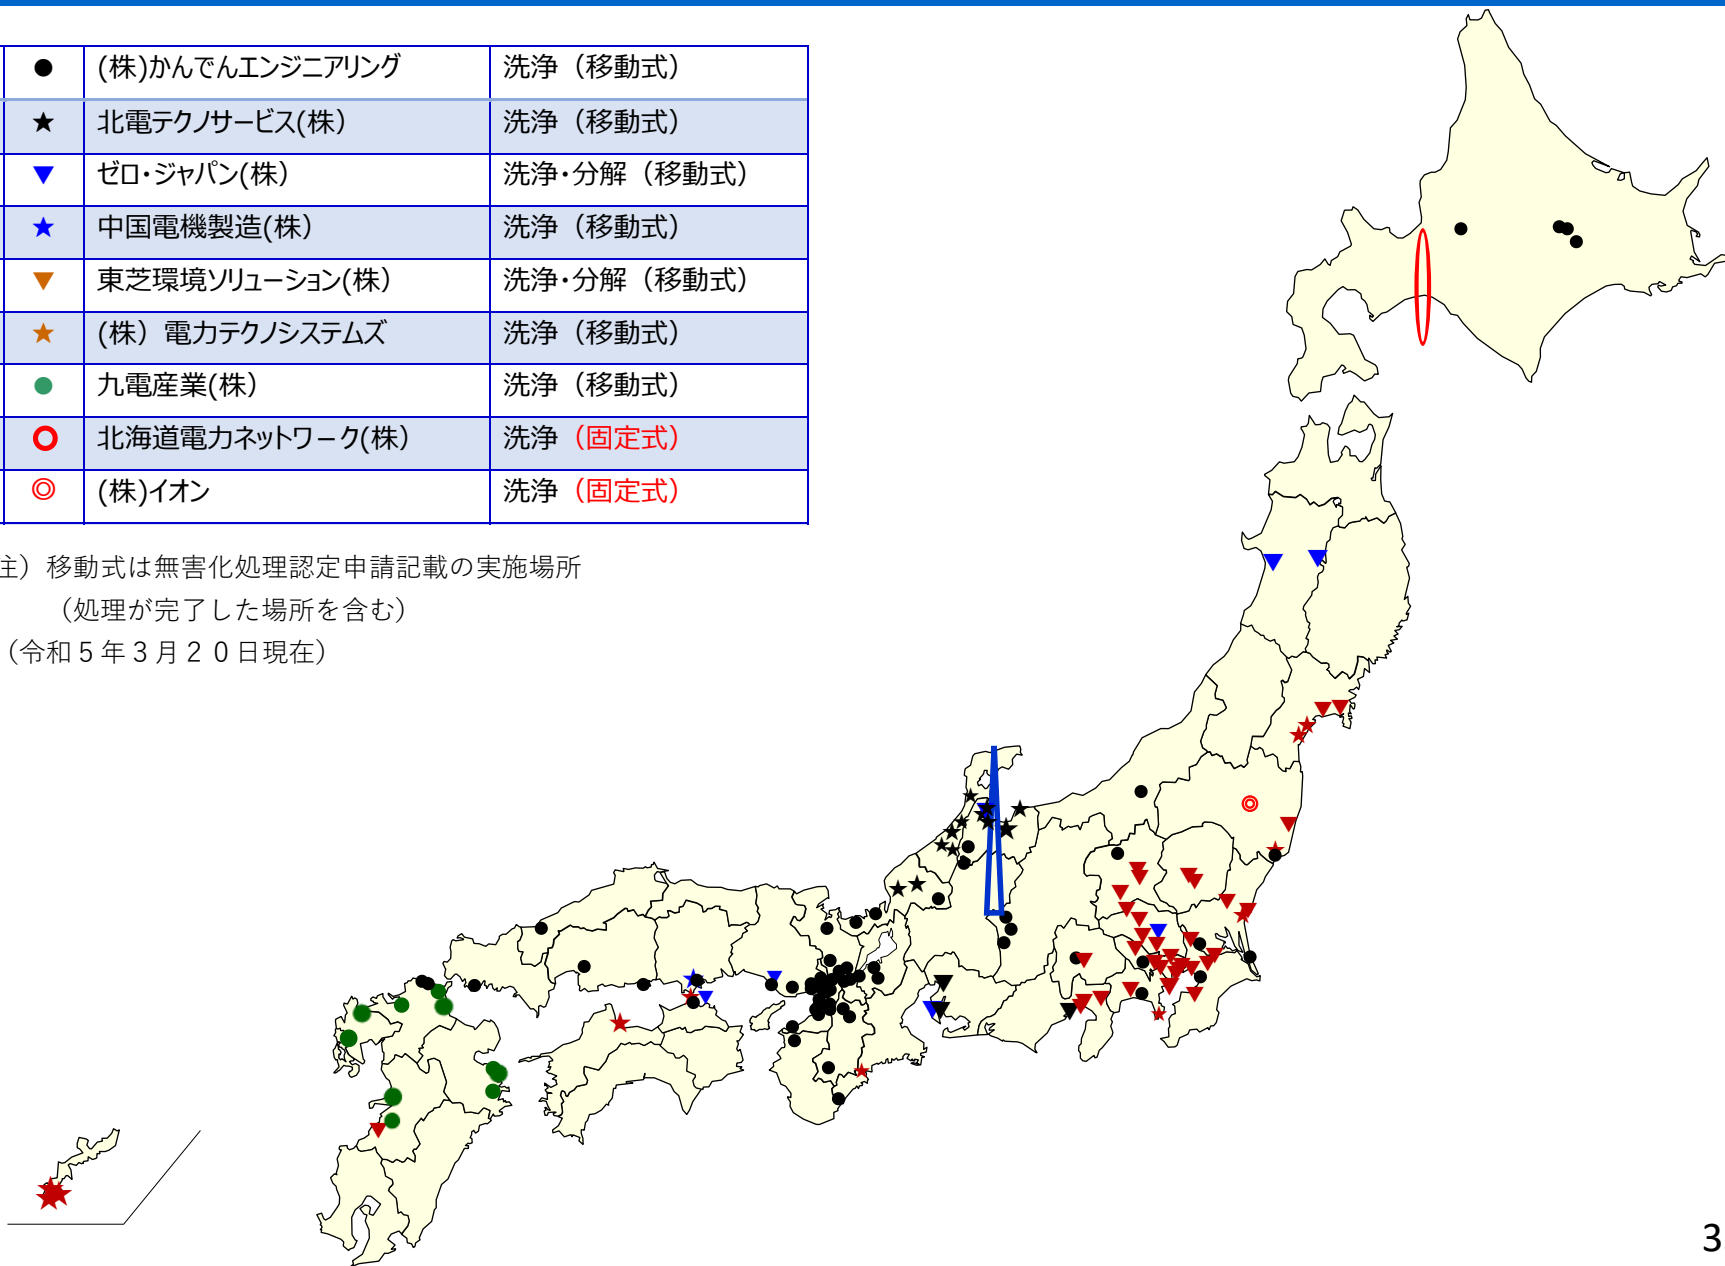 ● (株)かんでんエンジニアリング 洗浄（移動式）
★ 北電テクノサービス(株） 洗浄（移動式）
▼ ゼロ・ジャパン(株） 洗浄・分解（移動式）
★ 中国電機製造(株） 洗浄（移動式）
▼ 東芝環境ソリューション(株） 洗浄・分解（移動式）
★ (株）電力テクノシステムズ 洗浄（移動式）
● 九電産業(株） 洗浄（移動式）
○ 北海道電力ネットワーク(株） 洗浄（固定式）
◎ (株)イオン 洗浄（固定式）
注）移動式は無害化処理認定申請記載の実施場所
（処理が完了した場所を含む）
（令和５年３月２０日現在）
3